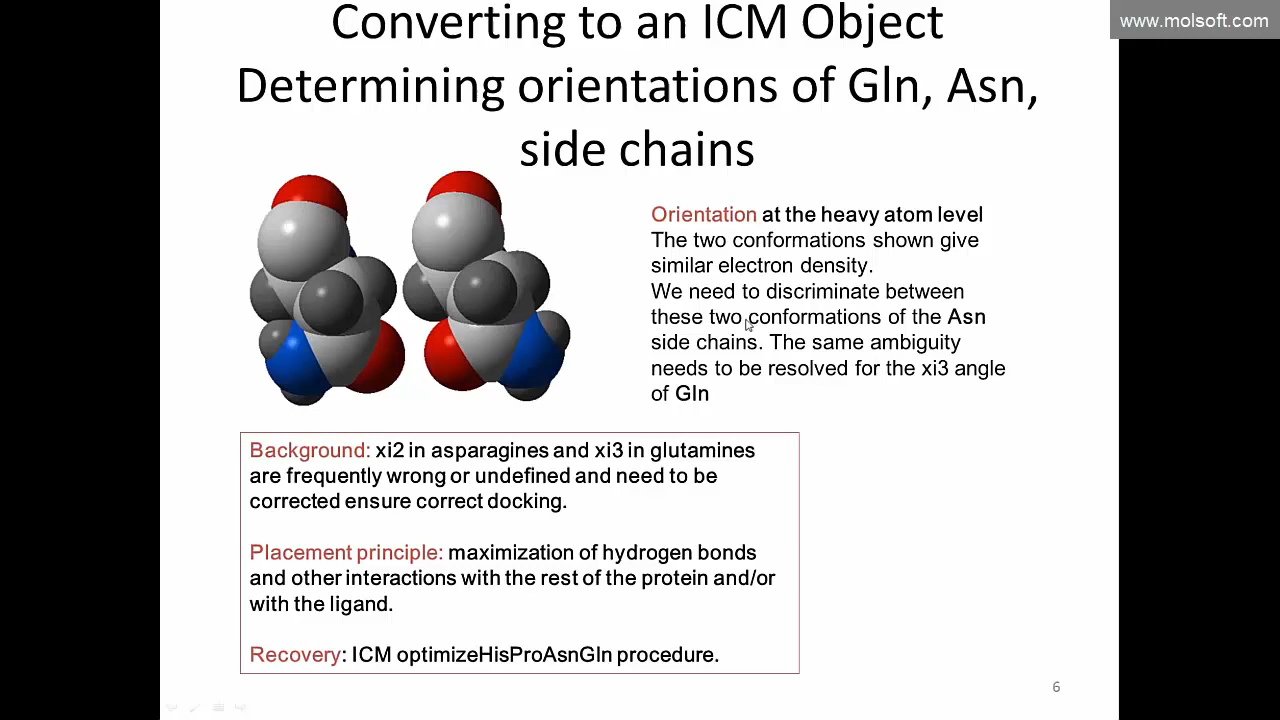 www.molsoft.com
Converting to an ICM Object
Determining orientations of Gln, Asn,
side chains
Orientation at the heavy atom level
The two conformations shown give
similar electron density.
We need to discriminate between
these two conformations of the Asn
side chains. The same ambiguity
needs to be resolved for the xi3 angle
of Gln
Background: xi2 in asparagines and xi3 in glutamines
are frequently wrong or undefined and need to be
corrected ensure correct docking.
Placement principle: maximization of hydrogen bonds
and other interactions with the rest of the protein and/or
with the ligand.
Recovery: ICM optimizeHisProAsnGln procedure.
6